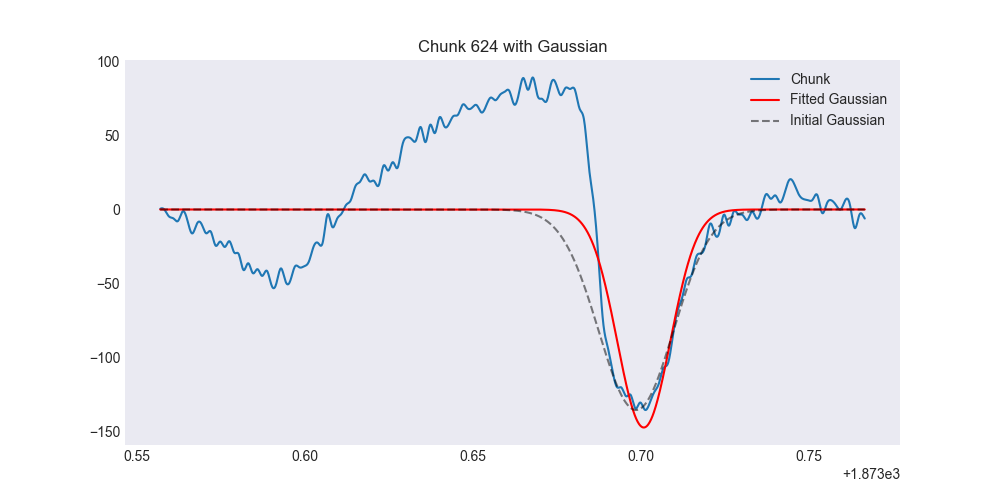 Chunk 624 with Gaussian
100
50
0
−50
−100
−150
Chunk
Fitted Gaussian
Initial Gaussian
0.55 0.60 0.65 0.70 0.75
+1.873e3